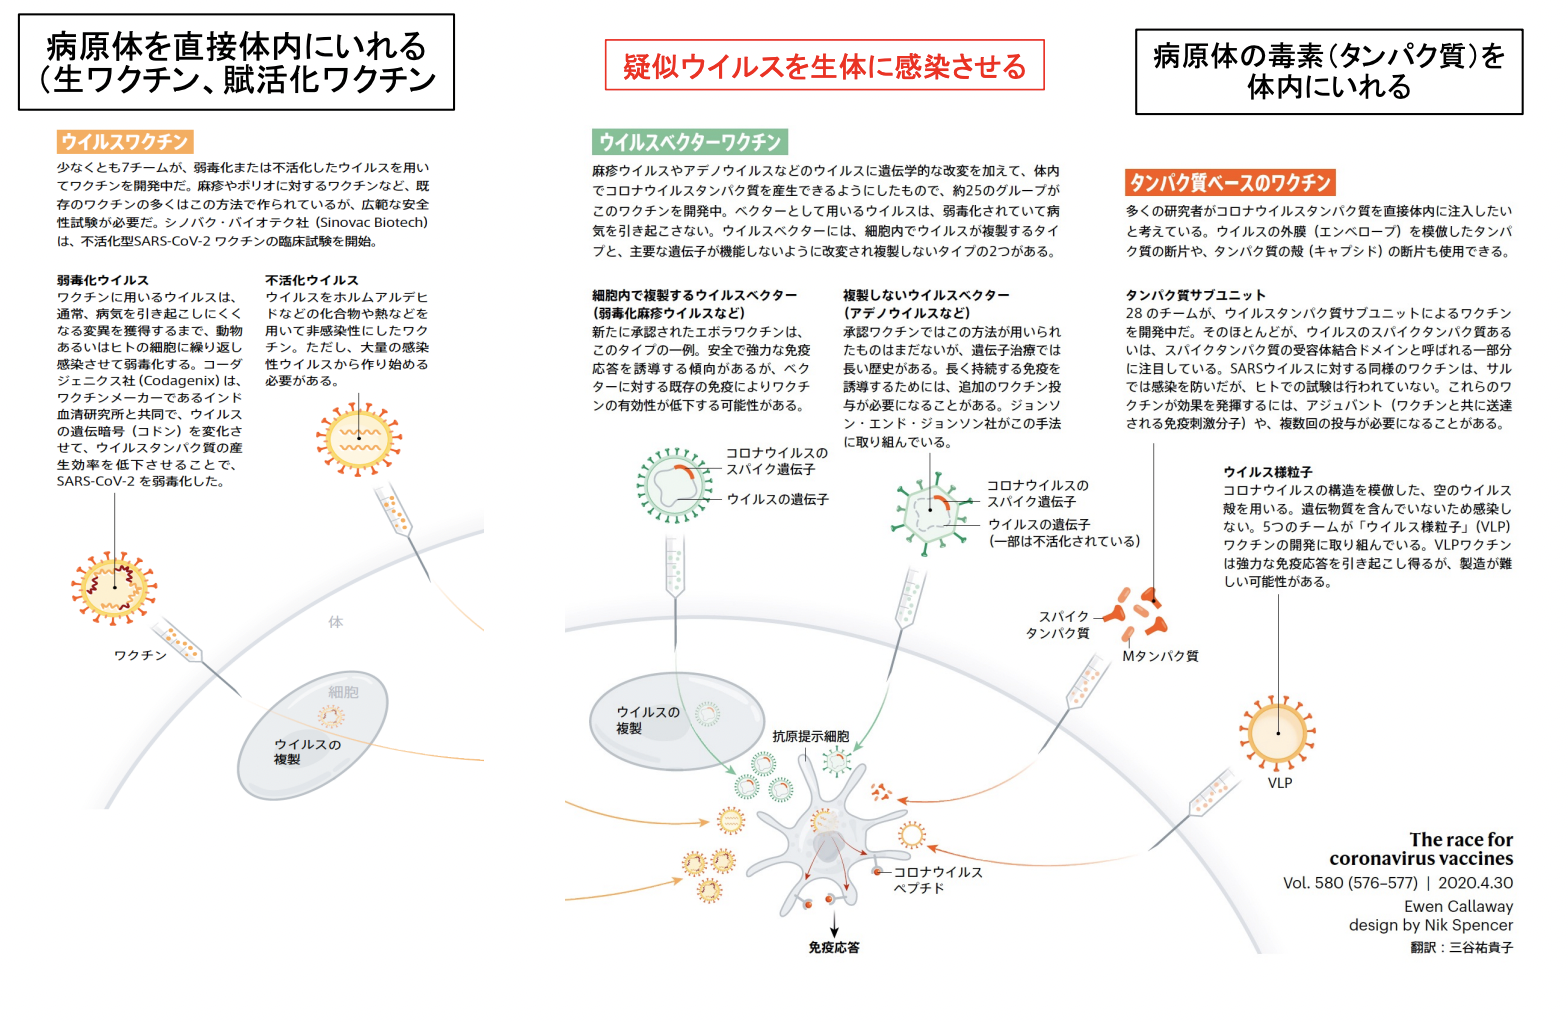 病原体を直接体内にいれる
（生ワクチン、賦活化ワクチン
ウイルスワクチン
少なくとも7チームが、弱毒化または不活化したウイルスを用い
てワクチンを開発中だ。麻疹やポリオに対するワクチンなど、既
存のワクチンの多くはこの方法で作られているが、広範な安全
性試験が必要だ。シノバク・バイオテク社（Sinovac Biotech）
は、不活化型SARS-CoV-2 ワクチンの臨床試験を開始。
弱毒化ウイルス
ワクチンに用いるウイルスは、
通常、病気を引き起こしにくく
なる変異を獲得するまで、動物
あるいはヒトの細胞に繰り返し
感染させて弱毒化する。コーダ
ジェニクス社（Codagenix）は、
ワクチンメーカーであるインド
血清研究所と共同で、ウイルス
の遺伝暗号（コドン）を変化さ
せて、ウイルスタンパク質の産
生効率を低下させることで、
SARS-CoV-2 を弱毒化した。
不活化ウイルス
ウイルスをホルムアルデヒ
ドなどの化合物や熱などを
用いて非感染性にしたワク
チン。ただし、大量の感染
性ウイルスから作り始める
必要がある。
ワクチン
体
細胞
ウイルスの
複製
疑似ウイルスを生体に感染させる
ウイルスベクターワクチン
麻疹ウイルスやアデノウイルスなどのウイルスに遺伝学的な改変を加えて、体内
でコロナウイルスタンパク質を産生できるようにしたもので、約25のグループが
このワクチンを開発中。ベクターとして用いるウイルスは、弱毒化されていて病
気を引き起こさない。ウイルスベクターには、細胞内でウイルスが複製するタイ
プと、主要な遺伝子が機能しないように改変され複製しないタイプの2つがある。
細胞内で複製するウイルスベクター
（弱毒化麻疹ウイルスなど）
新たに承認されたエボラワクチンは、
このタイプの一例。安全で強力な免疫
応答を誘導する傾向があるが、ベク
ターに対する既存の免疫によりワクチ
ンの有効性が低下する可能性がある。
複製しないウイルスベクター
（アデノウイルスなど）
承認ワクチンではこの方法が用いられ
たものはまだないが、遺伝子治療では
長い歴史がある。長く持続する免疫を
誘導するためには、追加のワクチン投
与が必要になることがある。ジョンソ
ン・エンド・ジョンソン社がこの手法
に取り組んでいる。
コロナウイルスの
スパイク遺伝子
ウイルスの遺伝子
コロナウイルスの
スパイク遺伝子
ウイルスの遺伝子
（一部は不活化されている）
ウイルスの
複製
抗原提示細胞
コロナウイルス
ペプチド
免疫応答
病原体の毒素（タンパク質）を
体内にいれる
タンパク質ベースのワクチン
多くの研究者がコロナウイルスタンパク質を直接体内に注入したい
と考えている。ウイルスの外膜（エンベロープ）を模倣したタンパ
ク質の断片や、タンパク質の殻（キャプシド）の断片も使用できる。
タンパク質サブユニット
28 のチームが、ウイルスタンパク質サブユニットによるワクチン
を開発中だ。そのほとんどが、ウイルスのスパイクタンパク質ある
いは、スパイクタンパク質の受容体結合ドメインと呼ばれる一部分
に注目している。SARSウイルスに対する同様のワクチンは、サル
では感染を防いだが、ヒトでの試験は行われていない。これらのワ
クチンが効果を発揮するには、アジュバント（ワクチンと共に送達
される免疫刺激分子）や、複数回の投与が必要になることがある。
ウイルス様粒子
コロナウイルスの構造を模倣した、空のウイルス
殻を用いる。遺伝物質を含んでいないため感染し
ない。5つのチームが「ウイルス様粒子」（VLP）
ワクチンの開発に取り組んでいる。VLPワクチン
は強力な免疫応答を引き起こし得るが、製造が難
しい可能性がある。
スパイク
タンパク質
Mタンパク質
VLP
The race for
coronavirus vaccines
Vol. 580 (576–577) | 2020.4.30
Ewen Callaway
design by Nik Spencer
翻訳：三谷祐貴子